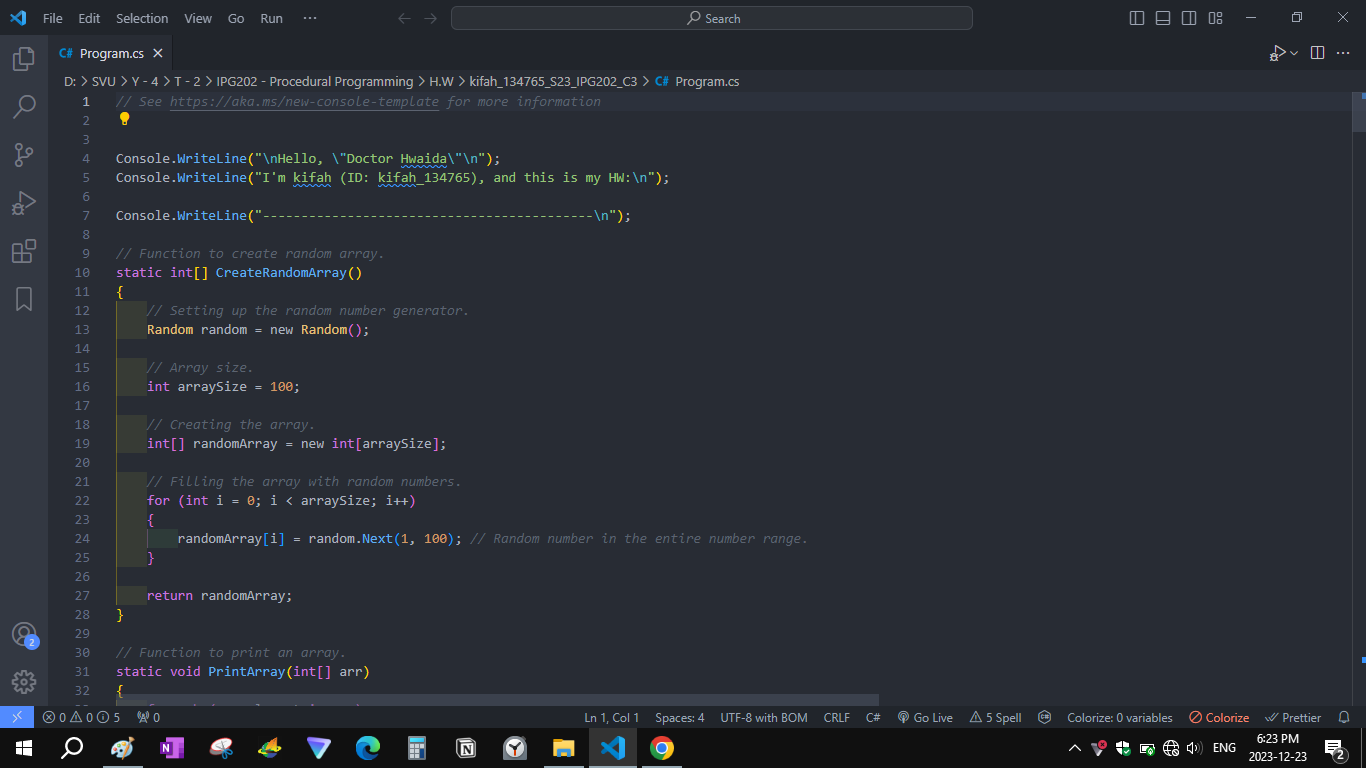 File Edit Selection View Go Run ··· Search
C# Program.cs
D: > SVU > Y - 4 > T - 2 > IPG202 - Procedural Programming > H.W > kifah_134765_S23_IPG202_C3 > C# Program.cs
1 // See https://aka.ms/new-console-template for more information
2
3
4 Console.WriteLine("\nHello, \"Doctor Hwaida\"\n");
5 Console.WriteLine("I'm kifah (ID: kifah_134765), and this is my HW:\n");
6
7 Console.WriteLine("-------------------------------------------\n");
8
9 // Function to create random array.
10 static int[] CreateRandomArray()
11 {
12 // Setting up the random number generator.
13 Random random = new Random();
14
15 // Array size.
16 int arraySize = 100;
17
18 // Creating the array.
19 int[] randomArray = new int[arraySize];
20
21 // Filling the array with random numbers.
22 for (int i = 0; i < arraySize; i++)
23 {
24 randomArray[i] = random.Next(1, 100); // Random number in the entire number range.
25 }
26
27 return randomArray;
28 }
29
30 // Function to print an array.
31 static void PrintArray(int[] arr)
32 {
2
0 0 5 0 Ln 1, Col 1 Spaces: 4 UTF-8 with BOM CRLF C# Go Live 5 Spell Colorize: 0 variables Colorize Prettier
ENG 6:23 PM
2023-12-23 2